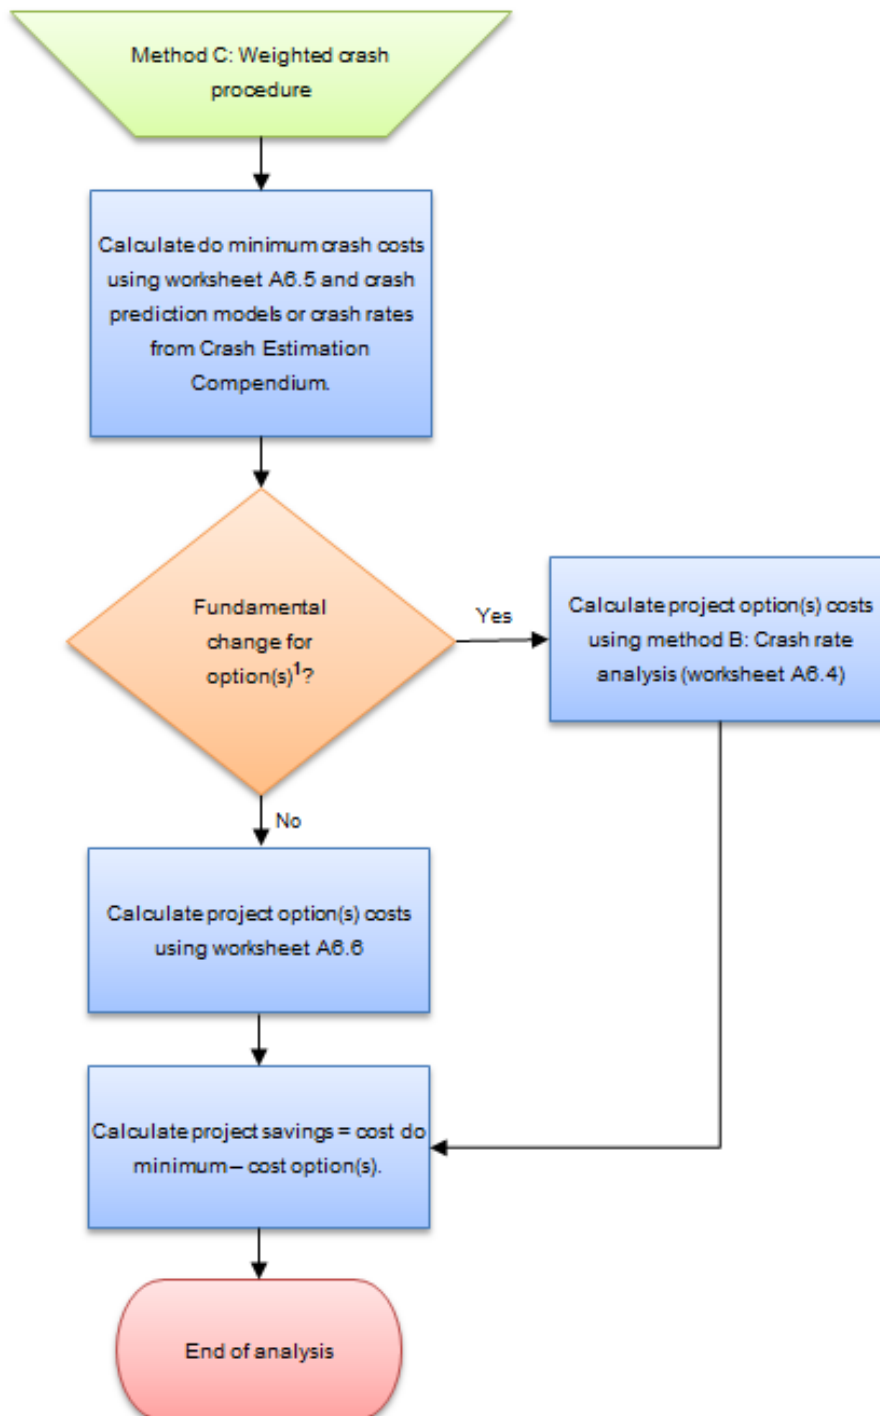 Method C: Weighted crash
procedure
Calculate do minimum crash costs
using worksheet A6.5 and crash
prediction models or crash rates
from Crash Estimation
Compendium.
Fundamental
change for
option(s)¹?
Yes
Calculate project option(s) costs
using method B: Crash rate
analysis (worksheet A6.4)
No
Calculate project option(s) costs
using worksheet A6.6
Calculate project savings = cost do
minimum – cost option(s).
End of analysis